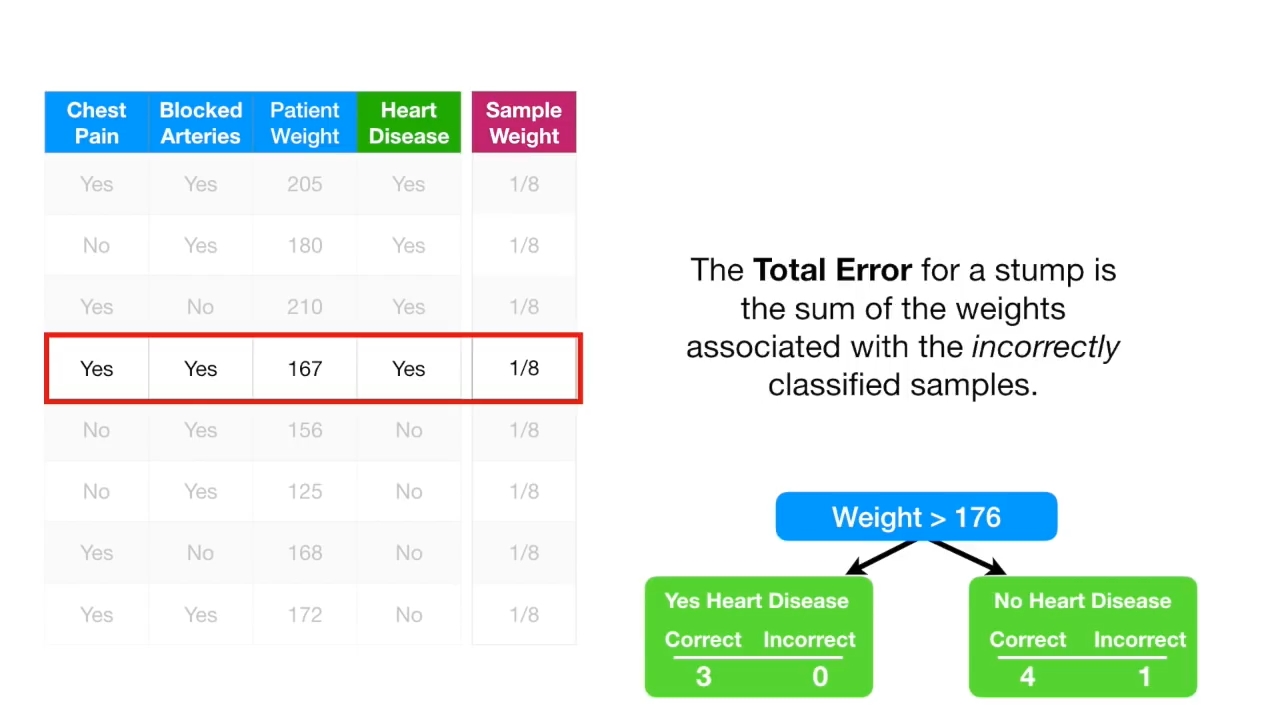 Chest Pain Blocked Arteries Patient Weight Heart Disease Sample Weight
Yes Yes 205 Yes 1/8
No Yes 180 Yes 1/8
Yes No 210 Yes 1/8
Yes Yes 167 Yes 1/8
No Yes 156 No 1/8
No Yes 125 No 1/8
Yes No 168 No 1/8
Yes Yes 172 No 1/8
The Total Error for a stump is
the sum of the weights
associated with the incorrectly
classified samples.
Weight > 176
Yes Heart Disease
Correct Incorrect
3 0
No Heart Disease
Correct Incorrect
4 1